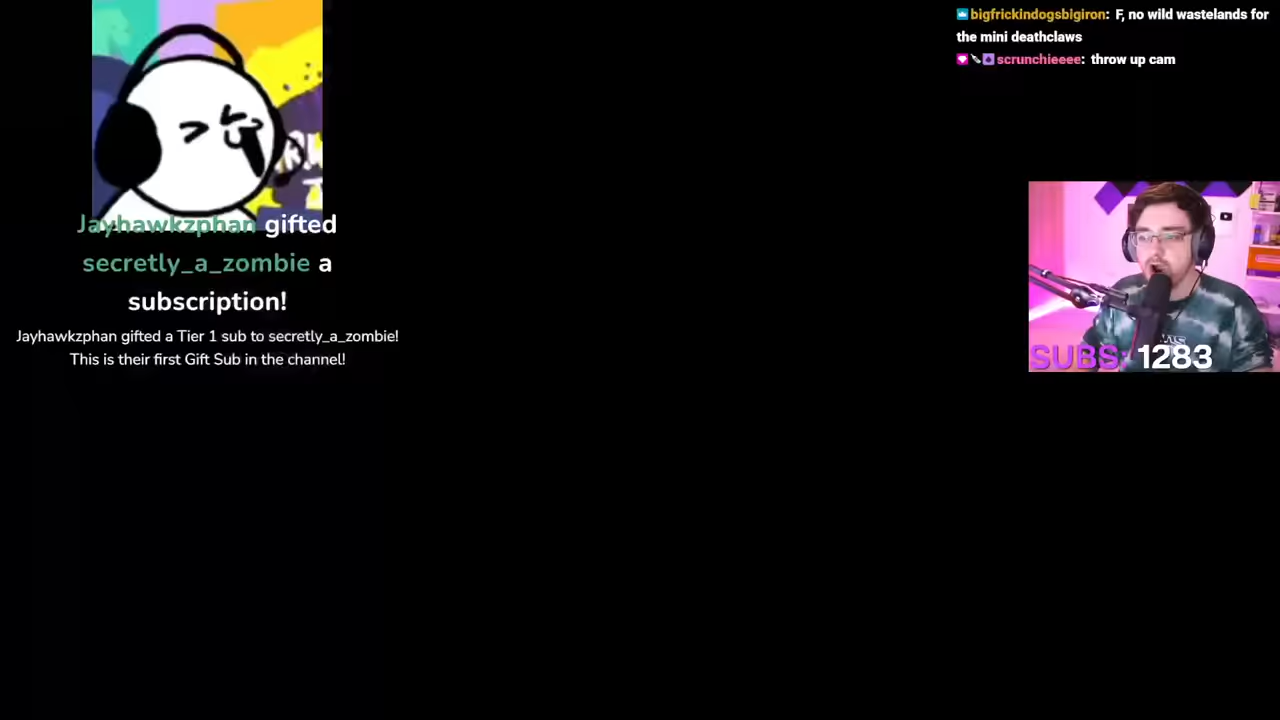 Jayhawkzphan gifted
secretly_a_zombie a
subscription!
Jayhawkzphan gifted a Tier 1 sub to secretly_a_zombie!
This is their first Gift Sub in the channel!
bigfrickindogsbigiron: F, no wild wastelands for
the mini deathclaws
scrunchieeee: throw up cam
SUBS: 1283